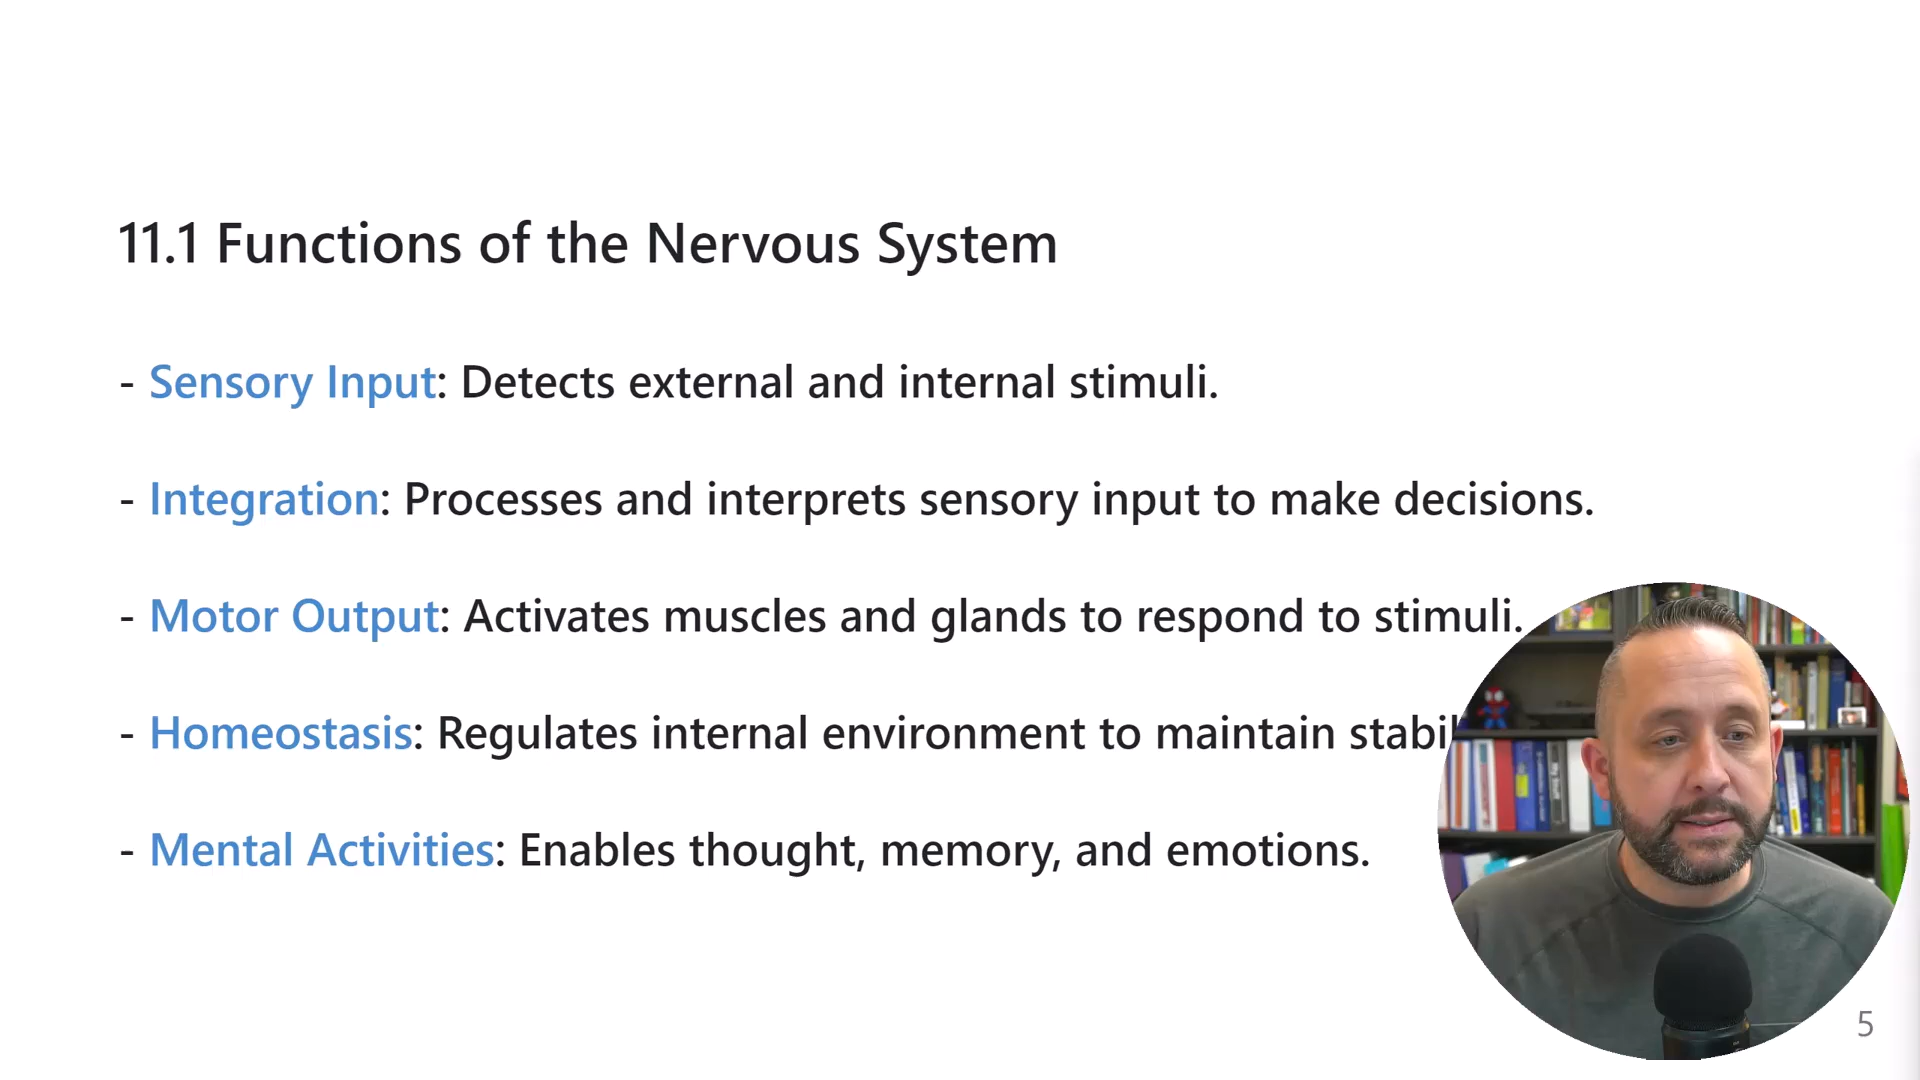 11.1 Functions of the Nervous System
- Sensory Input: Detects external and internal stimuli.
- Integration: Processes and interprets sensory input to make decisions.
- Motor Output: Activates muscles and glands to respond to stimuli.
- Homeostasis: Regulates internal environment to maintain
- Mental Activities: Enables thought, memory, and emotions.
5